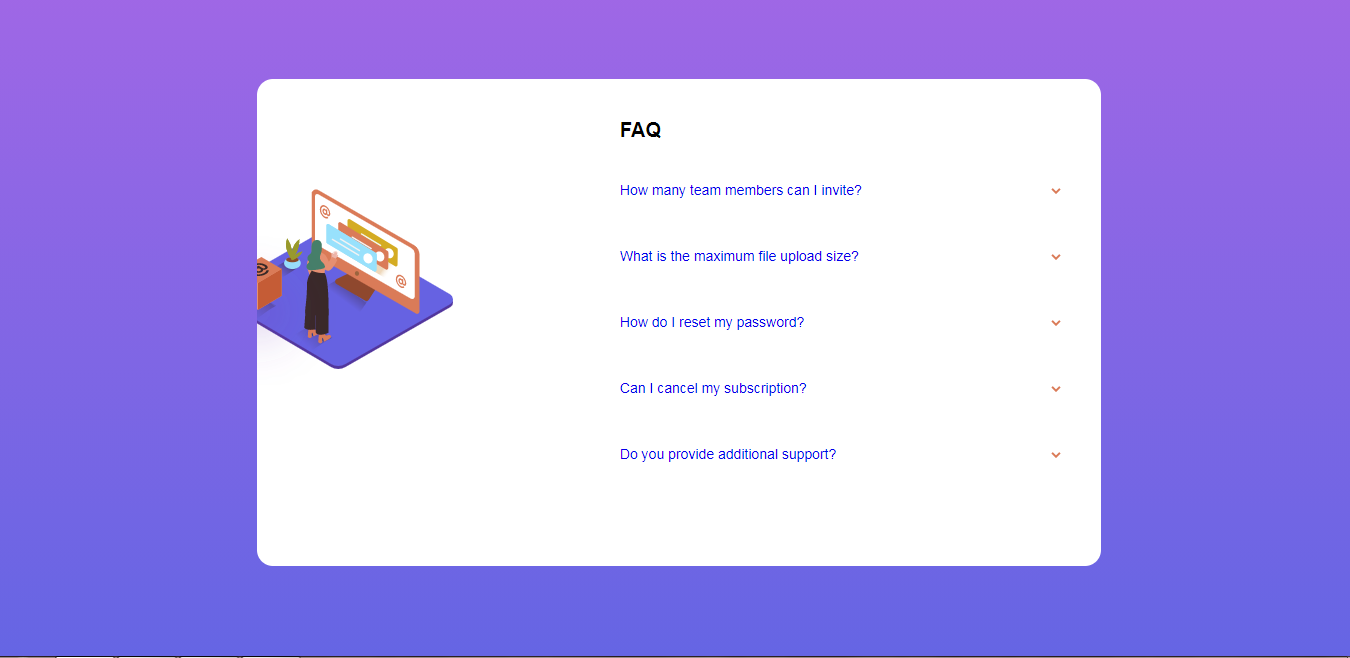 FAQ
How many team members can I invite?
What is the maximum file upload size?
How do I reset my password?
Can I cancel my subscription?
Do you provide additional support?